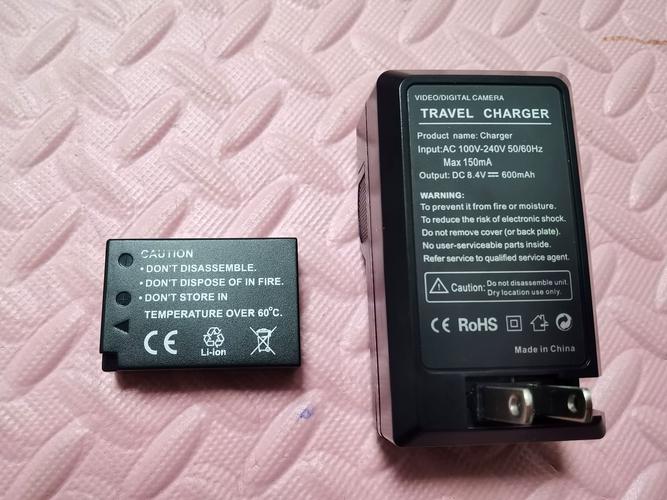 CAUTION
• DON'T DISASSEMBLE.
• DON'T DISPOSE OF IN FIRE.
• DON'T STORE IN
TEMPERATURE OVER 60°C.
CE
Li-ion
VIDEO/DIGITAL CAMERA
TRAVEL CHARGER
Product name: Charger
Input:AC 100V-240V 50/60Hz
Max 150mA
Output: DC 8.4V 600mAh
WARNING:
To prevent it from fire or moisture.
To reduce the risk of electronic shock.
Do not remove cover (or back plate).
No user-serviceable parts inside.
Refer service to qualified service agent.
Caution: Do not disassemble unit.
Dry location use only.
CE RoHS
Made in China